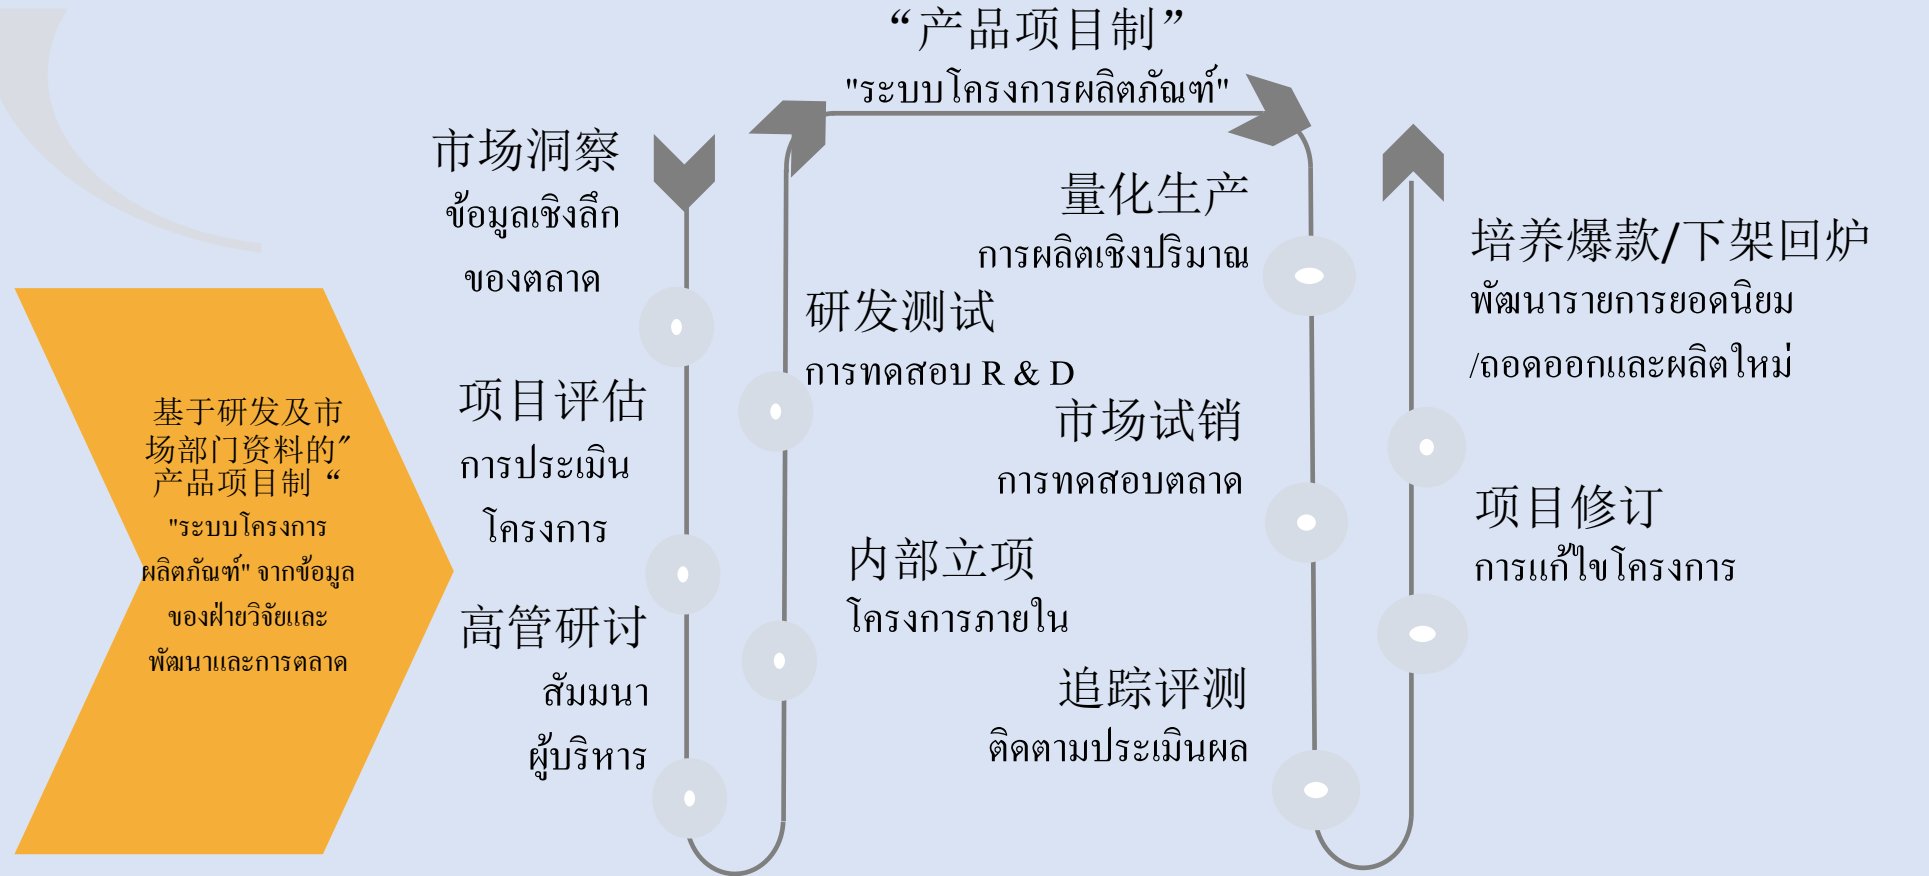 “产品项目制”
"ระบบโครงการผลิตภัณฑ์"
基于研发及市
场部门资料的"
产品项目制“
"ระบบโครงการ
ผลิตภัณฑ์" จากข้อมูล
ของฝ่ายวิจัยและ
พัฒนาและการตลาด
市场洞察
ข้อมูลเชิงลึก
ของตลาด
项目评估
การประเมิน
โครงการ
高管研讨
สัมมนา
ผู้บริหาร
研发测试
การทดสอบ R & D
内部立项
โครงการภายใน
量化生产
การผลิตเชิงปริมาณ
市场试销
การทดสอบตลาด
追踪评测
ติดตามประเมินผล
培养爆款/下架回炉
พัฒนารายการยอดนิยม
/ถอดออกและผลิตใหม่
项目修订
การแก้ไขโครงการ